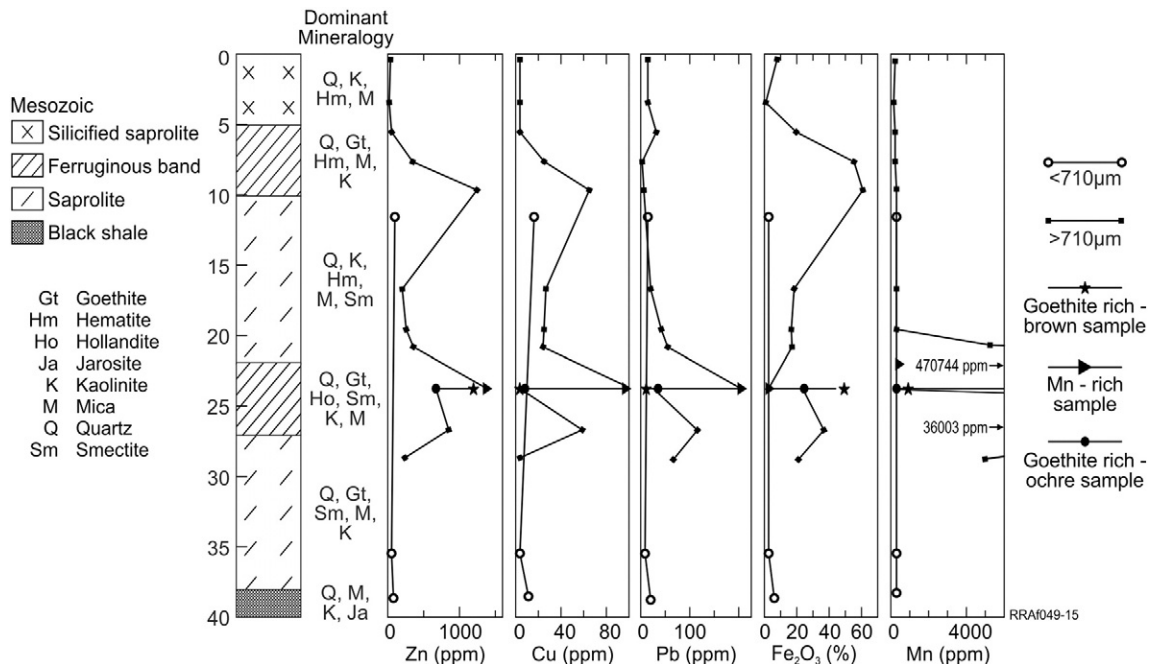 Dominant
Mineralogy
Mesozoic
Silicified saprolite
Ferruginous band
Saprolite
Black shale
Gt Goethite
Hm Hematite
Ho Hollandite
Ja Jarosite
K Kaolinite
M Mica
Q Quartz
Sm Smectite
0
5
10
15
20
25
30
35
40
Q, K,
Hm, M
Q, Gt,
Hm, M,
K
Q, K,
Hm,
M, Sm
Q, Gt,
Ho, Sm,
K, M
Q, Gt,
Sm, M,
K
Q, M,
K, Ja
470744 ppm
36003 ppm
0 1000
Zn (ppm)
0 40 80
Cu (ppm)
0 100
Pb (ppm)
0 20 40 60
Fe₂O₃ (%)
0 4000
Mn (ppm)
<710µm
>710µm
Goethite rich -
brown sample
Mn - rich
sample
Goethite rich -
ochre sample
RRAf049-15